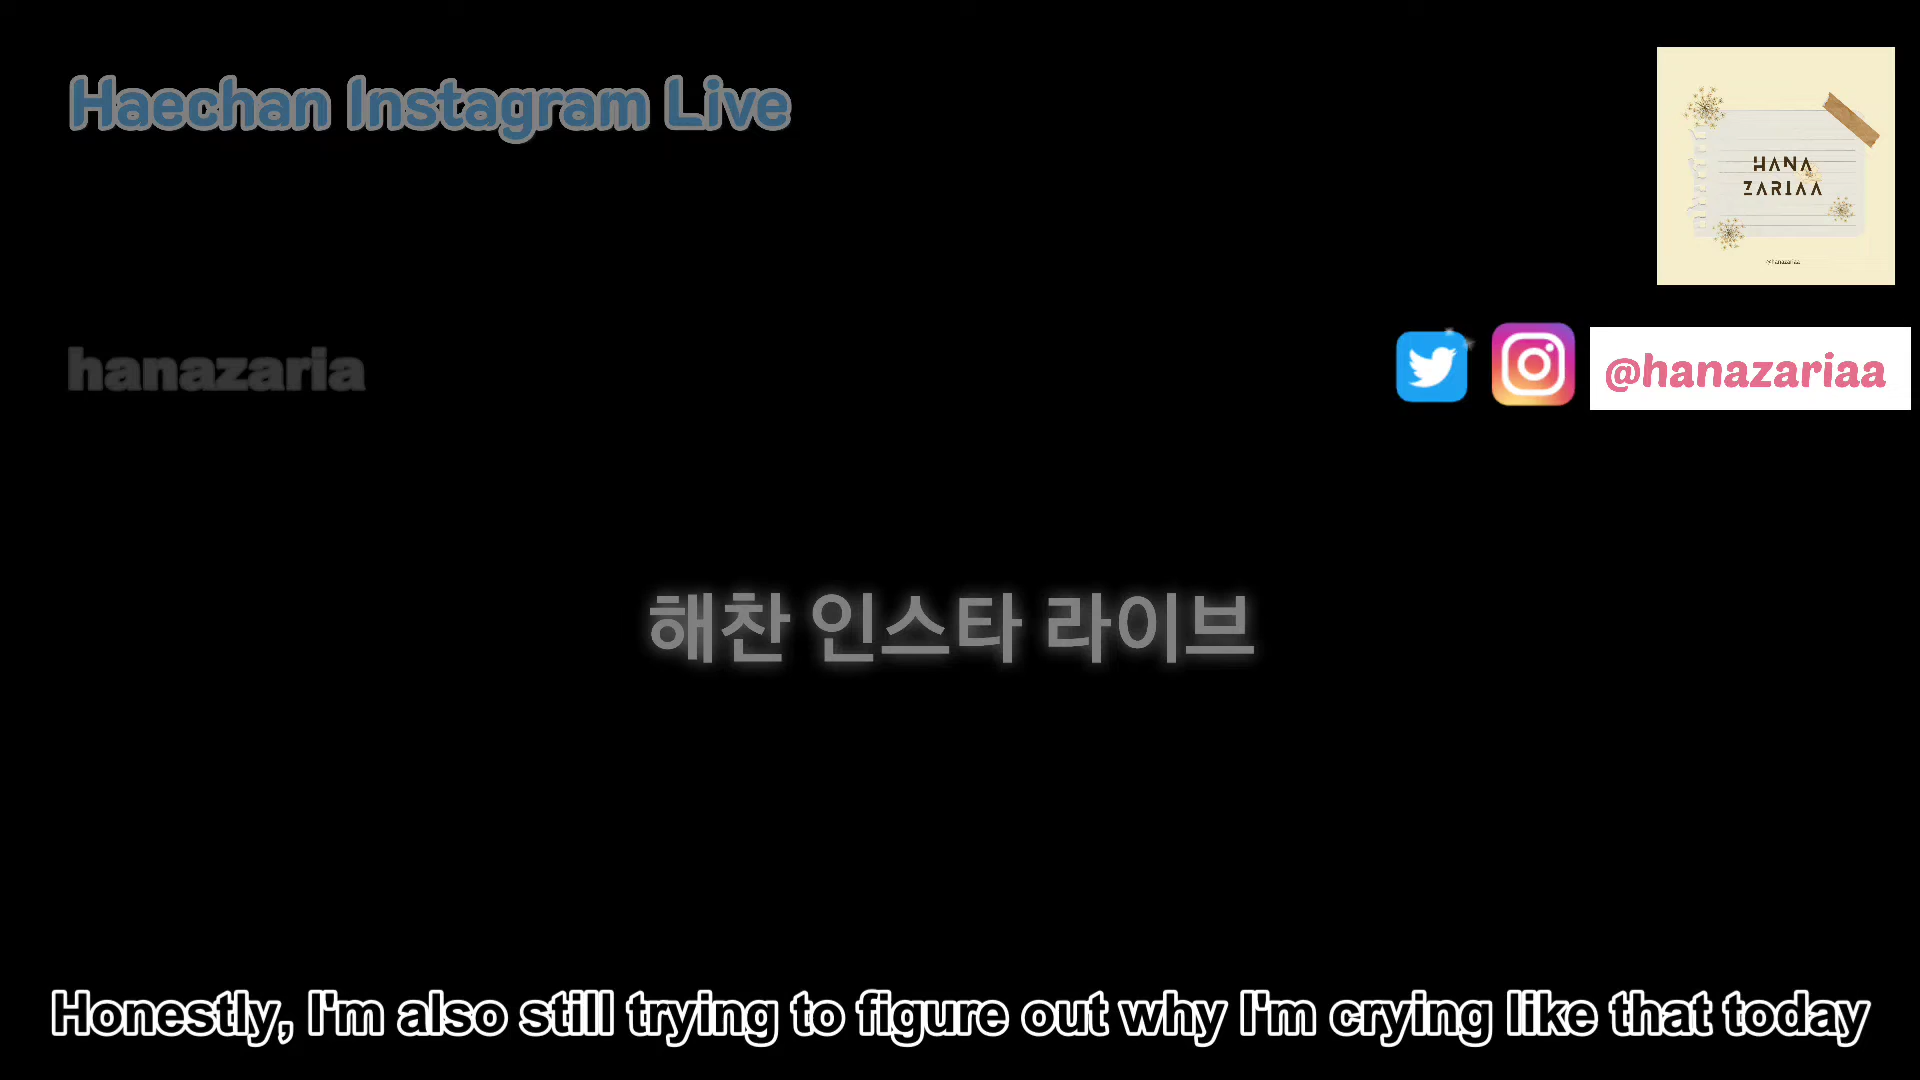 Haechan Instagram Live
HANA
ZARIAA
@hanazariaa
hanazaria
@hanazariaa
해찬 인스타 라이브
Honestly, I'm also still trying to figure out why I'm crying like that today